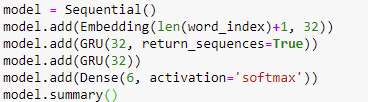 model = Sequential()
model.add(Embedding(len(word_index)+1, 32))
model.add(GRU(32, return_sequences=True))
model.add(GRU(32))
model.add(Dense(6, activation='softmax'))
model.summary()